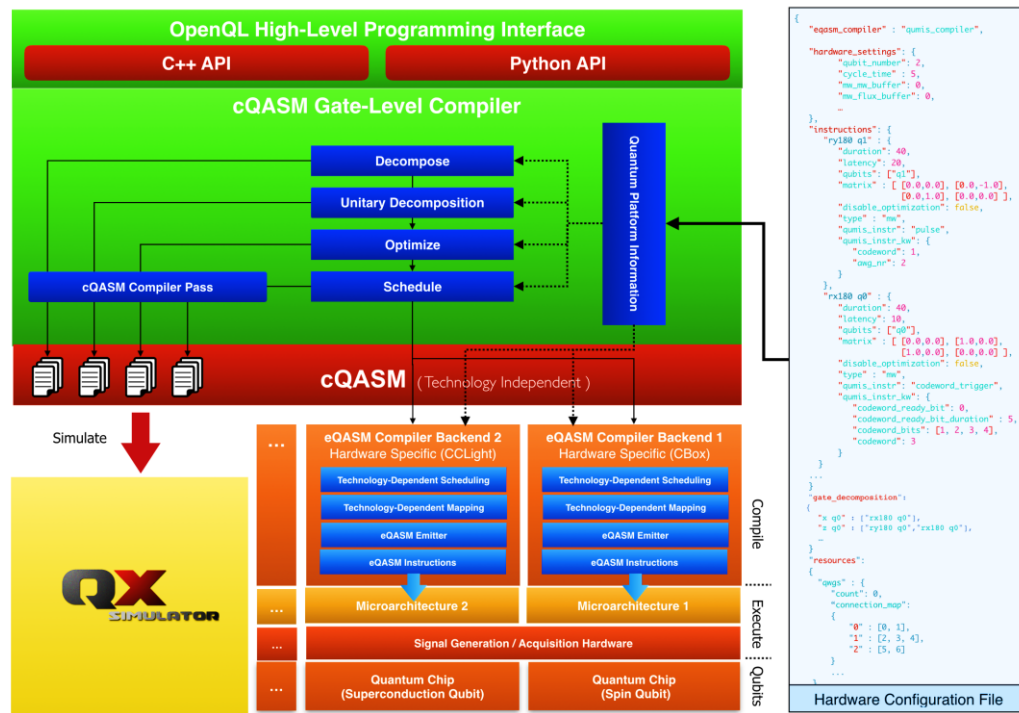 OpenQL High-Level Programming Interface
C++ API
Python API
cQASM Gate-Level Compiler
Decompose
Unitary Decomposition
Optimize
Schedule
cQASM Compiler Pass
Quantum Platform Information
cQASM ( Technology Independent )
Simulate
QX
SIMULATOR
...
eQASM Compiler Backend 2
Hardware Specific (CCLight)
Technology-Dependent Scheduling
Technology-Dependent Mapping
eQASM Emitter
eQASM Instructions
eQASM Compiler Backend 1
Hardware Specific (CBox)
Technology-Dependent Scheduling
Technology-Dependent Mapping
eQASM Emitter
eQASM Instructions
Compile
...
Microarchitecture 2
Microarchitecture 1
Execute
...
Signal Generation / Acquisition Hardware
...
Quantum Chip
(Superconduction Qubit)
Quantum Chip
(Spin Qubit)
Qubits
{
"eqasm_compiler" : "qumis_compiler",
"hardware_settings": {
"qubit_number": 2,
"cycle_time" : 5,
"mw_mw_buffer": 0,
"mw_flux_buffer": 0,
…
},
"instructions": {
"ry180 q1" : {
"duration": 40,
"latency": 20,
"qubits": ["q1"],
"matrix" : [ [0.0,0.0], [0.0,-1.0],
[0.0,1.0], [0.0,0.0] ],
"disable_optimization": false,
"type" : "mw",
"qumis_instr": "pulse",
"qumis_instr_kw": {
"codeword": 1,
"awg_nr": 2
}
},
"rx180 q0" : {
"duration": 40,
"latency": 10,
"qubits": ["q0"],
"matrix" : [ [0.0,0.0], [1.0,0.0],
[1.0,0.0], [0.0,0.0] ],
"disable_optimization": false,
"type" : "mw",
"qumis_instr": "codeword_trigger",
"qumis_instr_kw": {
"codeword_ready_bit": 0,
"codeword_ready_bit_duration" : 5,
"codeword_bits": [1, 2, 3, 4],
"codeword": 3
}
}
...
}
"gate_decomposition":
{
"x q0" : ["rx180 q0"],
"z q0" : ["ry180 q0","rx180 q0"],
…
}
"resources":
{
"qwgs" : {
"count": 0,
"connection_map":
{
"0" : [0, 1],
"1" : [2, 3, 4],
"2" : [5, 6]
}
...
}
Hardware Configuration File